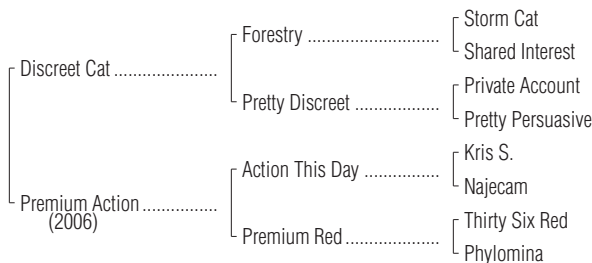 Storm Cat
Forestry ............................
Shared Interest
Discreet Cat ......................
Private Account
Pretty Discreet ..................
Pretty Persuasive
Kris S.
Action This Day ................
Najecam
Premium Action ................
(2006)
Thirty Six Red
Premium Red....................
Phylomina